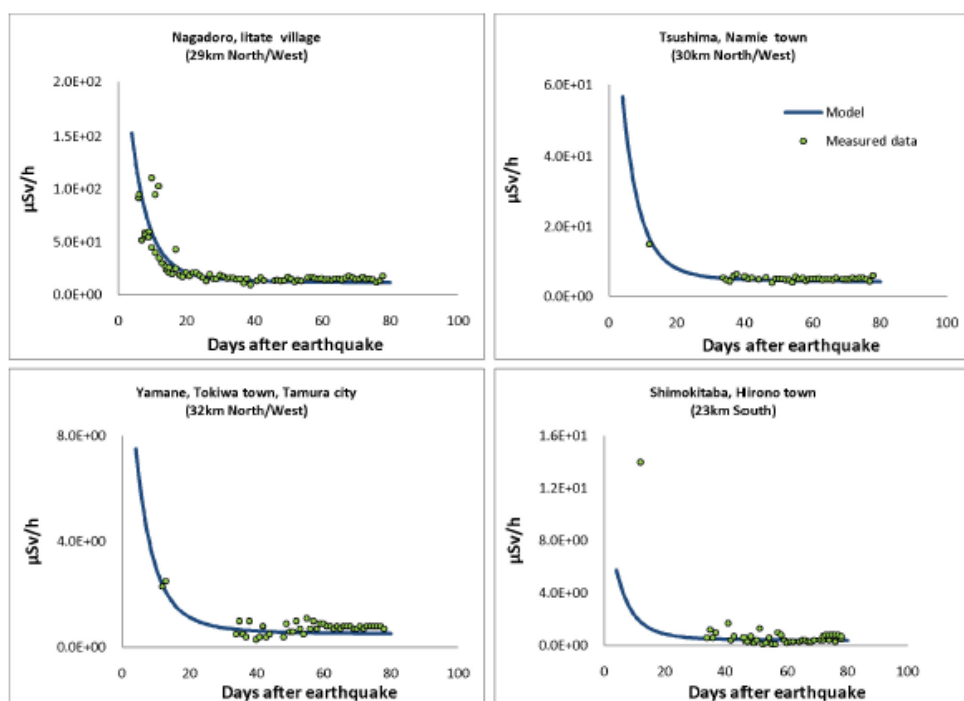 Nagadoro, Iitate village
(29km North/West)
2.0E+02
1.5E+02
1.0E+02
5.0E+01
0.0E+00
µSv/h
0 20 40 60 80 100
Days after earthquake
Tsushima, Namie town
(30km North/West)
6.0E+01
4.0E+01
2.0E+01
0.0E+00
µSv/h
Model
Measured data
0 20 40 60 80 100
Days after earthquake
Yamane, Tokiwa town, Tamura city
(32km North/West)
8.0E+00
4.0E+00
0.0E+00
µSv/h
0 20 40 60 80 100
Days after earthquake
Shimokitaba, Hirono town
(23km South)
1.6E+01
1.2E+01
8.0E+00
4.0E+00
0.0E+00
µSv/h
0 20 40 60 80 100
Days after earthquake